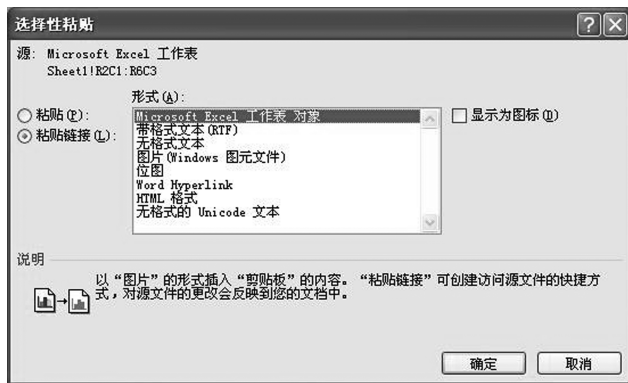 选择性粘贴
源: Microsoft Excel 工作表
Sheet1!R2C1:R6C3
形式(A):
粘贴(P):
粘贴链接(L):
Microsoft Excel 工作表 对象
带格式文本(RTF)
无格式文本
图片(Windows 图元文件)
位图
Word Hyperlink
HTML 格式
无格式的 Unicode 文本
显示为图标(D)
说明
以“图片”的形式插入“剪贴板”的内容。“粘贴链接”可创建访问源文件的快捷方
式，对源文件的更改会反映到您的文档中。
确定
取消